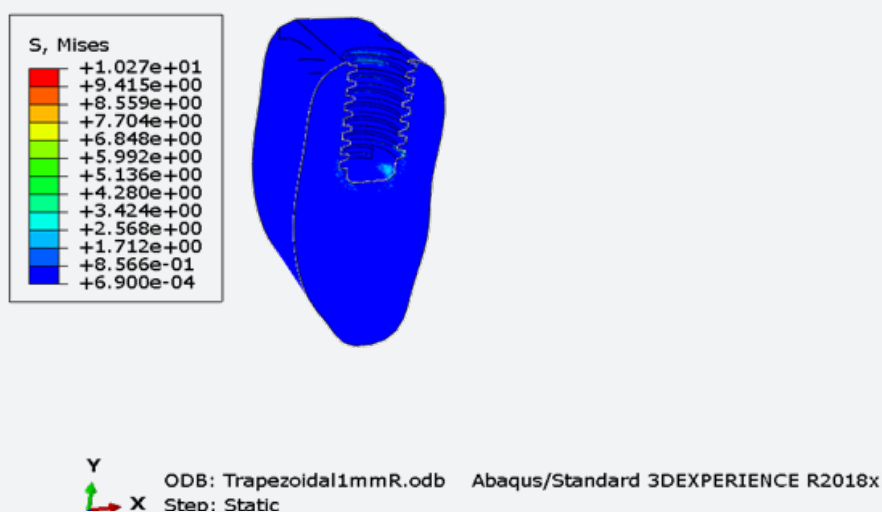 S, Mises
+1.027e+01
+9.415e+00
+8.559e+00
+7.704e+00
+6.848e+00
+5.992e+00
+5.136e+00
+4.280e+00
+3.424e+00
+2.568e+00
+1.712e+00
+8.566e-01
+6.900e-04
Y
X
ODB: Trapezoidal1mmR.odb Abaqus/Standard 3DEXPERIENCE R2018x
Step: Static